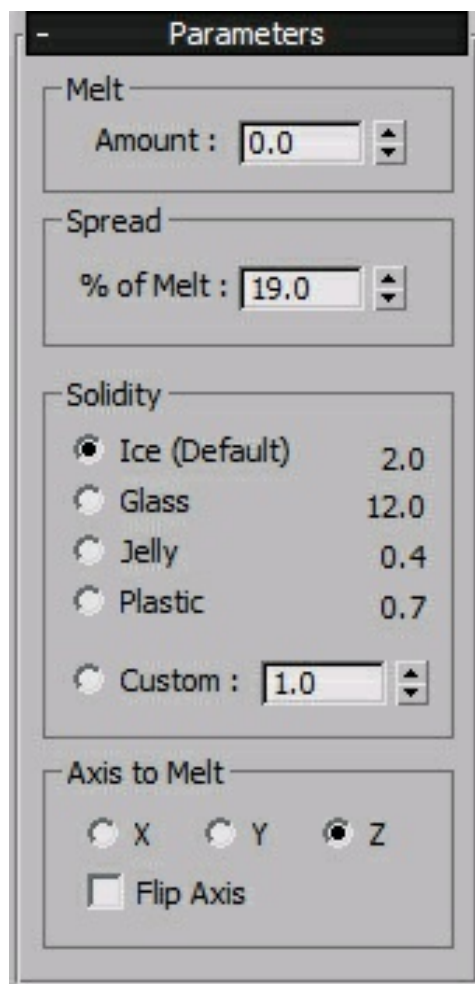 - Parameters
Melt
Amount : 0.0
Spread
% of Melt : 19.0
Solidity
Ice (Default) 2.0
Glass 12.0
Jelly 0.4
Plastic 0.7
Custom : 1.0
Axis to Melt
X Y Z
Flip Axis